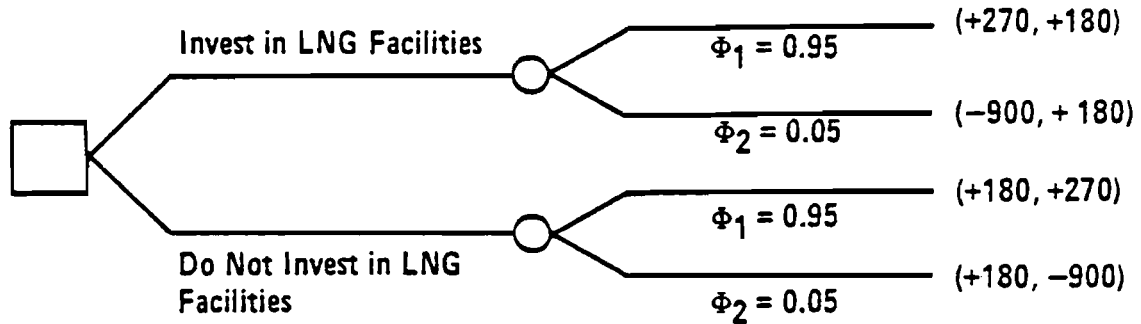 Invest in LNG Facilities
Φ1 = 0.95
(+270, +180)
Φ2 = 0.05
(−900, + 180)
Do Not Invest in LNG
Facilities
Φ1 = 0.95
(+180, +270)
Φ2 = 0.05
(+180, −900)